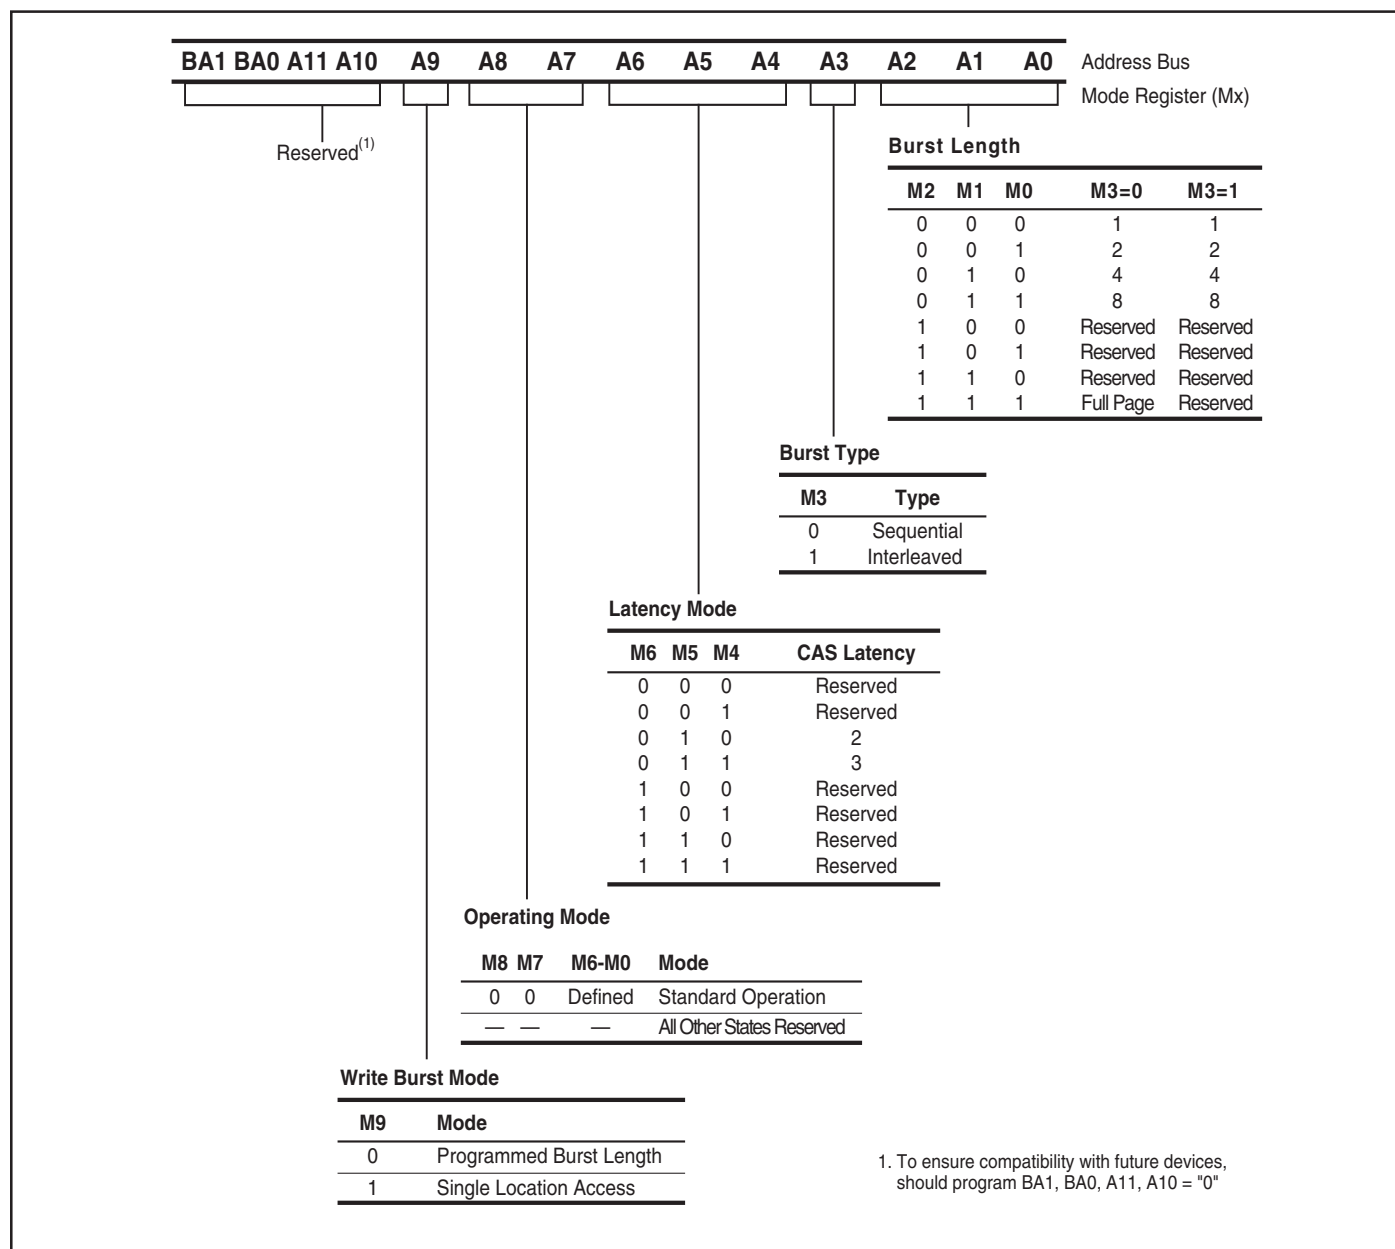 BA1 BA0 A11 A10 A9 A8 A7 A6 A5 A4 A3 A2 A1 A0 Address Bus
Mode Register (Mx)
Reserved(1)
Burst Length
M2 M1 M0 M3=0 M3=1
0 0 0 1 1
0 0 1 2 2
0 1 0 4 4
0 1 1 8 8
1 0 0 Reserved Reserved
1 0 1 Reserved Reserved
1 1 0 Reserved Reserved
1 1 1 Full Page Reserved
Burst Type
M3 Type
0 Sequential
1 Interleaved
Latency Mode
M6 M5 M4 CAS Latency
0 0 0 Reserved
0 0 1 Reserved
0 1 0 2
0 1 1 3
1 0 0 Reserved
1 0 1 Reserved
1 1 0 Reserved
1 1 1 Reserved
Operating Mode
M8 M7 M6-M0 Mode
0 0 Defined Standard Operation
— — — All Other States Reserved
Write Burst Mode
M9 Mode
0 Programmed Burst Length
1 Single Location Access
1. To ensure compatibility with future devices,
should program BA1, BA0, A11, A10 = "0"